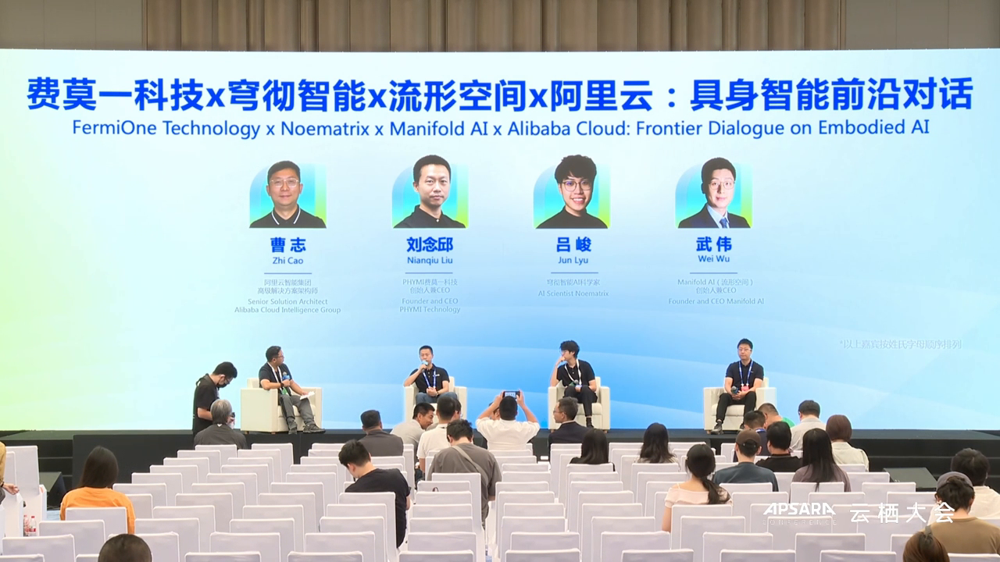 费莫一科技x穹彻智能x流形空间x阿里云：具身智能前沿对话
FermiOne Technology x Noematrix x Manifold AI x Alibaba Cloud: Frontier Dialogue on Embodied AI
曹 志
Zhi Cao
阿里云智能集团
高级解决方案架构师
Senior Solution Architect
Alibaba Cloud Intelligence Group
刘念邱
Nianqiu Liu
PHYMI费莫一科技
创始人兼CEO
Founder and CEO
PHYMI Technology
吕 峻
Jun Lyu
穹彻智能AI科学家
AI Scientist Noematrix
武 伟
Wei Wu
Manifold AI（流形空间）
创始人兼CEO
Founder and CEO Manifold AI
*以上嘉宾按姓氏字母顺序排列
APSARA
CONFERENCE
云栖大会